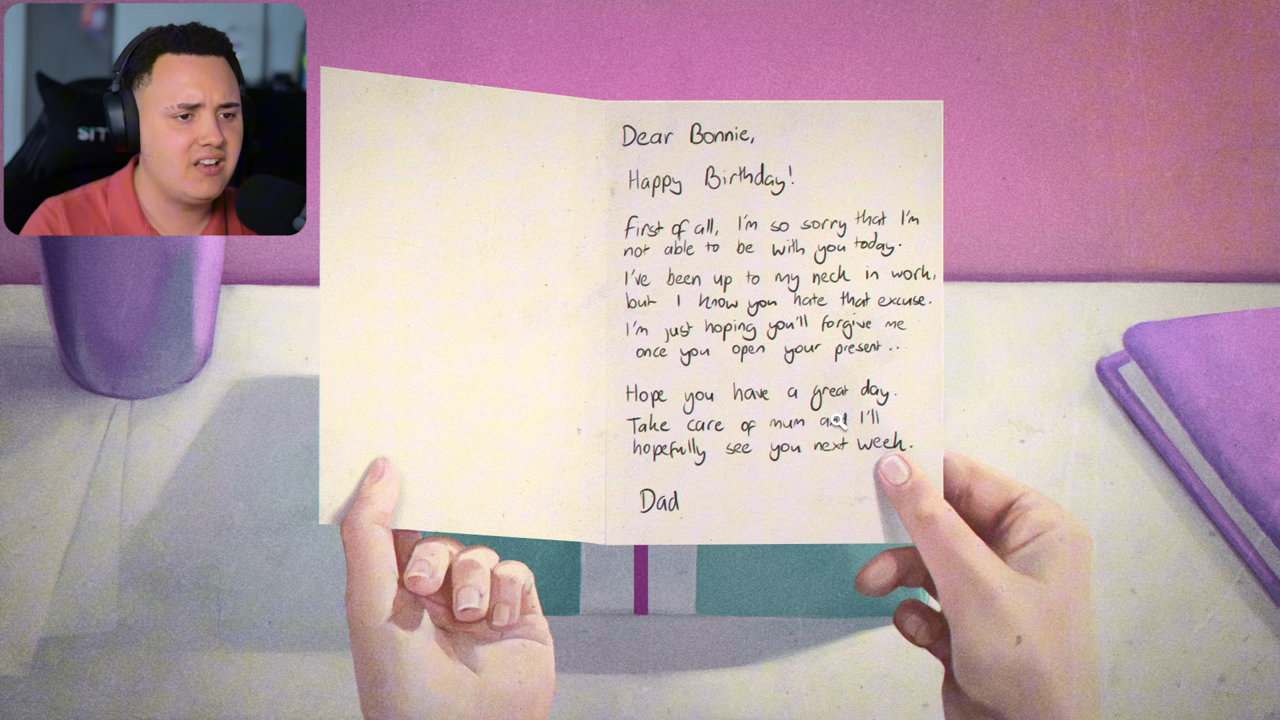 SIT
Dear Bonnie,
Happy Birthday!
First of all, I'm so sorry that I'm
not able to be with you today.
I've been up to my neck in work,
but I know you hate that excuse.
I'm just hoping you'll forgive me
once you open your present..
Hope you have a great day.
Take care of mum and I'll
hopefully see you next week.
Dad